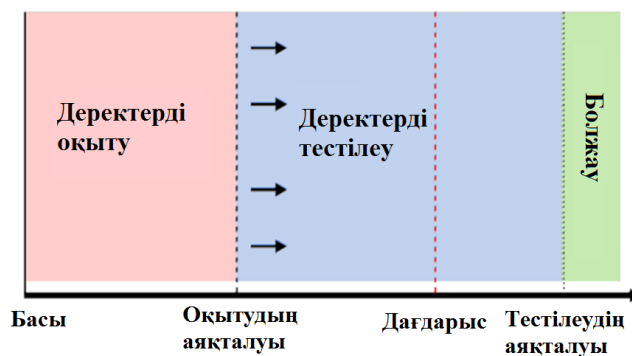 Деректерді
оқыту
Деректерді
тестілеу
Болжау
Басы
Оқытудың
аяқталуы
Дағдарыс
Тестілеудің
аяқталуы